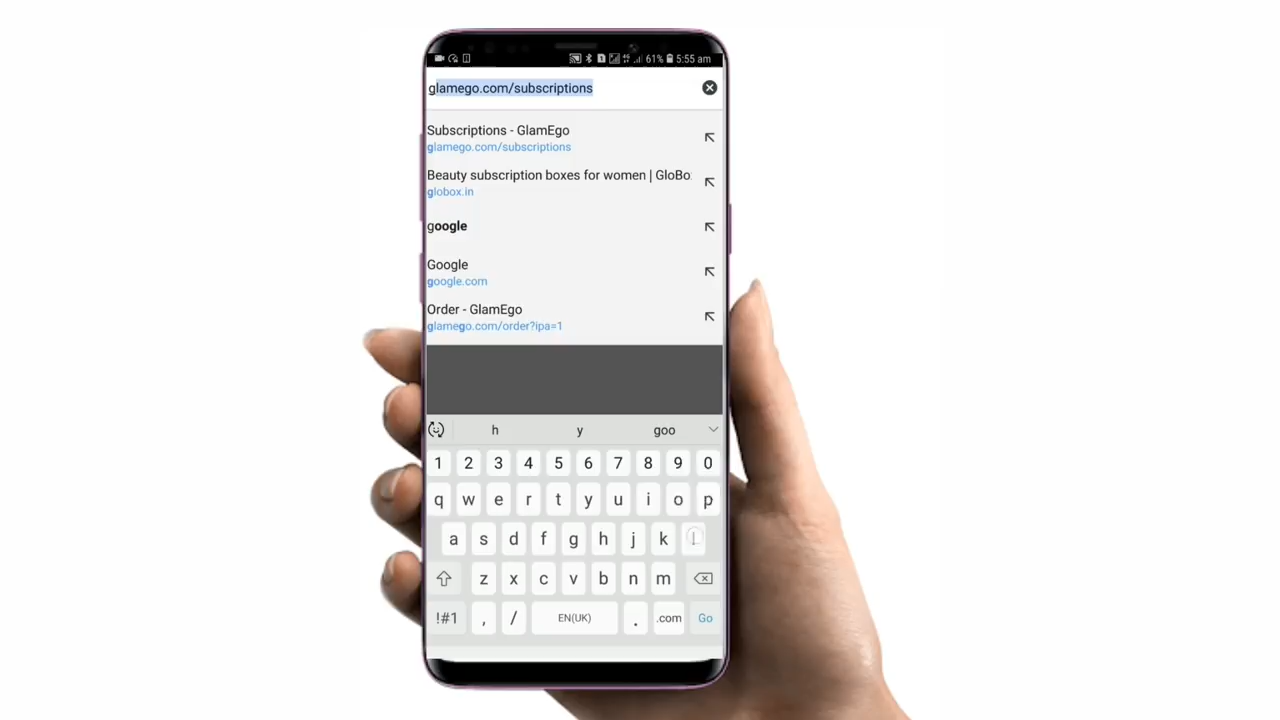 61% 5:55 am
glamego.com/subscriptions
Subscriptions - GlamEgo
glamego.com/subscriptions
Beauty subscription boxes for women | GloBo
globox.in
google
Google
google.com
Order - GlamEgo
glamego.com/order?ipa=1
h y goo
1 2 3 4 5 6 7 8 9 0
q w e r t y u i o p
a s d f g h j k l
z x c v b n m
!#1 , / EN(UK) . .com Go